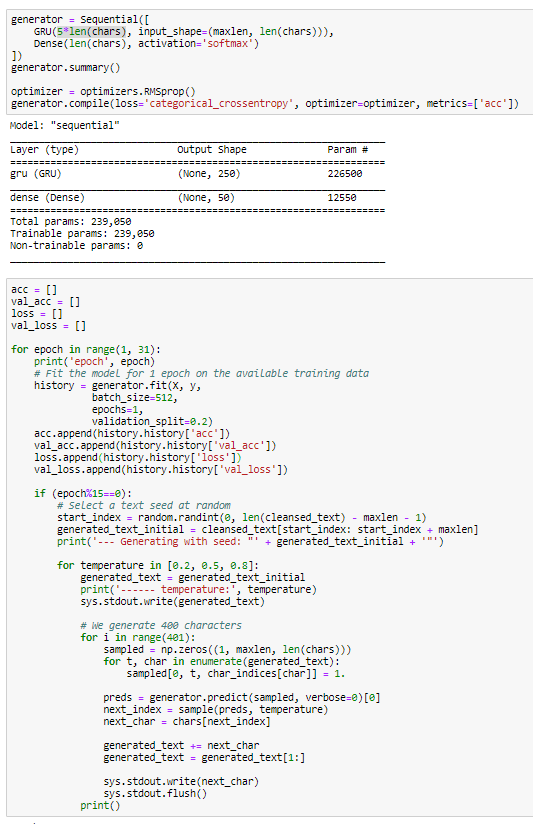 generator = Sequential([
    GRU(5*len(chars), input_shape=(maxlen, len(chars))),
    Dense(len(chars), activation='softmax')
])
generator.summary()

optimizer = optimizers.RMSprop()
generator.compile(loss='categorical_crossentropy', optimizer=optimizer, metrics=['acc'])
Model: "sequential"
_________________________________________________________________
Layer (type)                 Output Shape              Param #
=================================================================
gru (GRU)                    (None, 250)               226500
_________________________________________________________________
dense (Dense)                (None, 50)                12550
=================================================================
Total params: 239,050
Trainable params: 239,050
Non-trainable params: 0
_________________________________________________________________
acc = []
val_acc = []
loss = []
val_loss = []

for epoch in range(1, 31):
    print('epoch', epoch)
    # Fit the model for 1 epoch on the available training data
    history = generator.fit(X, y,
              batch_size=512,
              epochs=1,
              validation_split=0.2)
    acc.append(history.history['acc'])
    val_acc.append(history.history['val_acc'])
    loss.append(history.history['loss'])
    val_loss.append(history.history['val_loss'])

    if (epoch%15==0):
        # Select a text seed at random
        start_index = random.randint(0, len(cleansed_text) - maxlen - 1)
        generated_text_initial = cleansed_text[start_index: start_index + maxlen]
        print('--- Generating with seed: "' + generated_text_initial + '"')

        for temperature in [0.2, 0.5, 0.8]:
            generated_text = generated_text_initial
            print('------ temperature:', temperature)
            sys.stdout.write(generated_text)

            # We generate 400 characters
            for i in range(401):
                sampled = np.zeros((1, maxlen, len(chars)))
                for t, char in enumerate(generated_text):
                    sampled[0, t, char_indices[char]] = 1.

                preds = generator.predict(sampled, verbose=0)[0]
                next_index = sample(preds, temperature)
                next_char = chars[next_index]

                generated_text += next_char
                generated_text = generated_text[1:]

                sys.stdout.write(next_char)
                sys.stdout.flush()
            print()